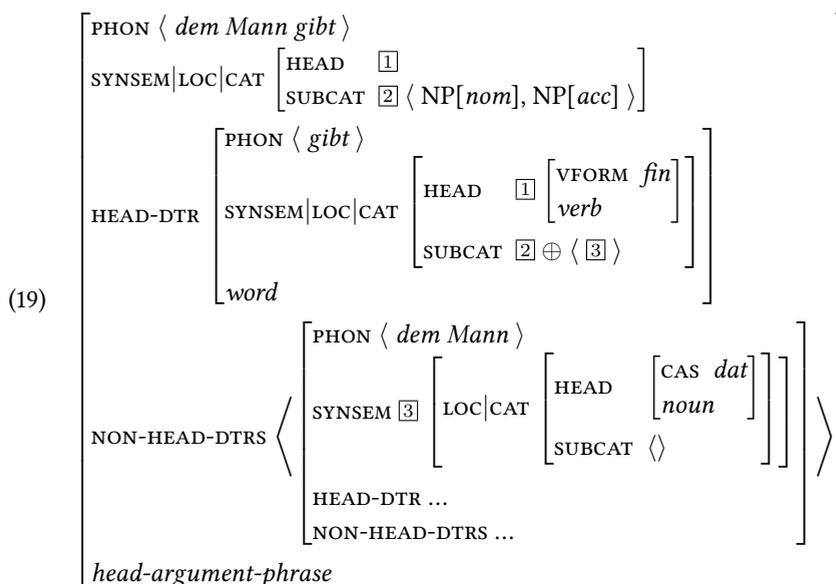 PHON ⟨ dem Mann gibt ⟩
SYNSEM|LOC|CAT [HEAD 1
SUBCAT 2 ⟨ NP[nom], NP[acc] ⟩]
HEAD-DTR
PHON ⟨ gibt ⟩
SYNSEM|LOC|CAT
HEAD 1 [VFORM fin
verb]
SUBCAT 2 ⊕ ⟨ 3 ⟩
word
(19)
NON-HEAD-DTRS
PHON ⟨ dem Mann ⟩
SYNSEM 3 [LOC|CAT
HEAD [CAS dat
noun]
SUBCAT ⟨⟩
HEAD-DTR …
NON-HEAD-DTRS …
head-argument-phrase